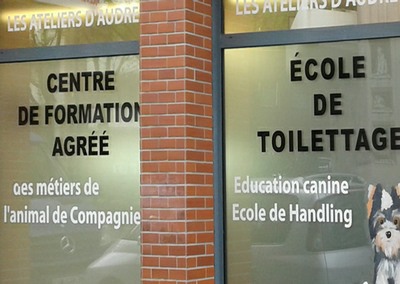 LES ATELIERS D'AUDRE
CENTRE
DE FORMATION
AGRÉÉ
des métiers de
l'animal de Compagnie
LES ATELIERS D'AUDRE
ÉCOLE
DE
TOILETTAGE
Education canine
Ecole de Handling